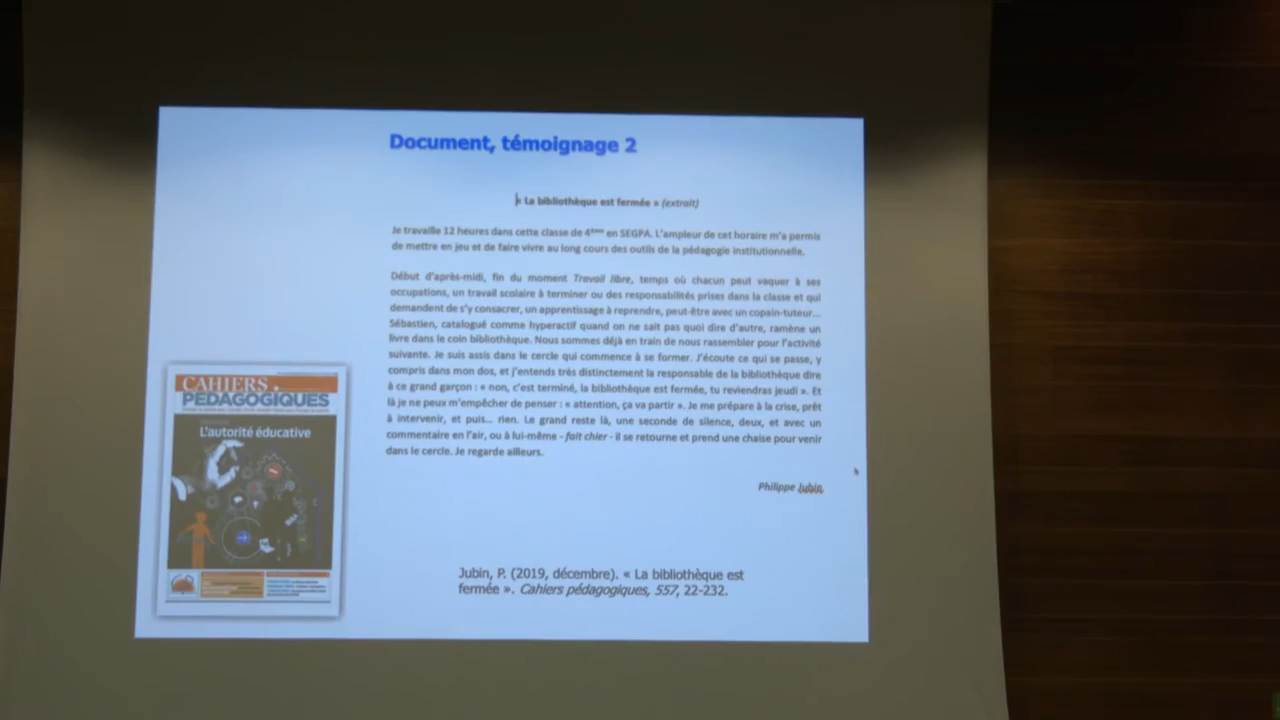 Document, témoignage 2
« La bibliothèque est fermée » (extrait)
Je travaille 12 heures dans cette classe de 4ème en SEGPA. L'ampleur de cet horaire m'a permis
de mettre en jeu et de faire vivre au long cours des outils de la pédagogie institutionnelle.
Début d'après-midi, fin du moment Travail libre, temps où chacun peut vaquer à ses
occupations, un travail scolaire à terminer ou des responsabilités prises dans la classe et qui
demandent de s'y consacrer, un apprentissage à reprendre, peut-être avec un copain-tuteur...
Sébastien, catalogué comme hyperactif quand on ne sait pas quoi dire d'autre, ramène un
livre dans le coin bibliothèque. Nous sommes déjà en train de nous rassembler pour l'activité
suivante. Je suis assis dans le cercle qui commence à se former. J'écoute ce qui se passe, y
compris dans mon dos, et j'entends très distinctement la responsable de la bibliothèque dire
à ce grand garçon : « non, c'est terminé, la bibliothèque est fermée, tu reviendras jeudi ». Et
là je ne peux m'empêcher de penser : « attention, ça va partir ». Je me prépare à la crise, prêt
à intervenir, et puis... rien. Le grand reste là, une seconde de silence, deux, et avec un
commentaire en l'air, ou à lui-même - fait chier - il se retourne et prend une chaise pour venir
dans le cercle. Je regarde ailleurs.
Philippe Jubin
CAHIERS
PÉDAGOGIQUES
L'autorité éducative
Jubin, P. (2019, décembre). « La bibliothèque est
fermée ». Cahiers pédagogiques, 557, 22-232.